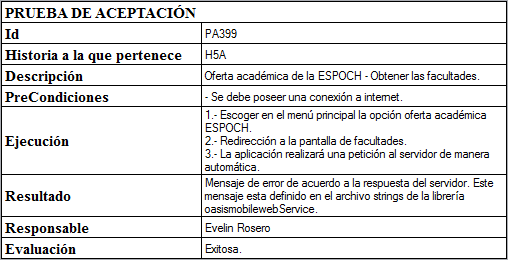 PRUEBA DE ACEPTACIÓN
Id PA399
Historia a la que pertenece H5A
Descripción Oferta académica de la ESPOCH - Obtener las facultades.
PreCondiciones - Se debe poseer una conexión a internet.
Ejecución
1.- Escoger en el menú principal la opción oferta académica
ESPOCH.
2.- Redirección a la pantalla de facultades.
3.- La aplicación realizará una petición al servidor de manera
automática.
Resultado
Mensaje de error de acuerdo a la respuesta del servidor. Este
mensaje esta definido en el archivo strings de la librería
oasismobilewebService.
Responsable Evelin Rosero
Evaluación Exitosa.